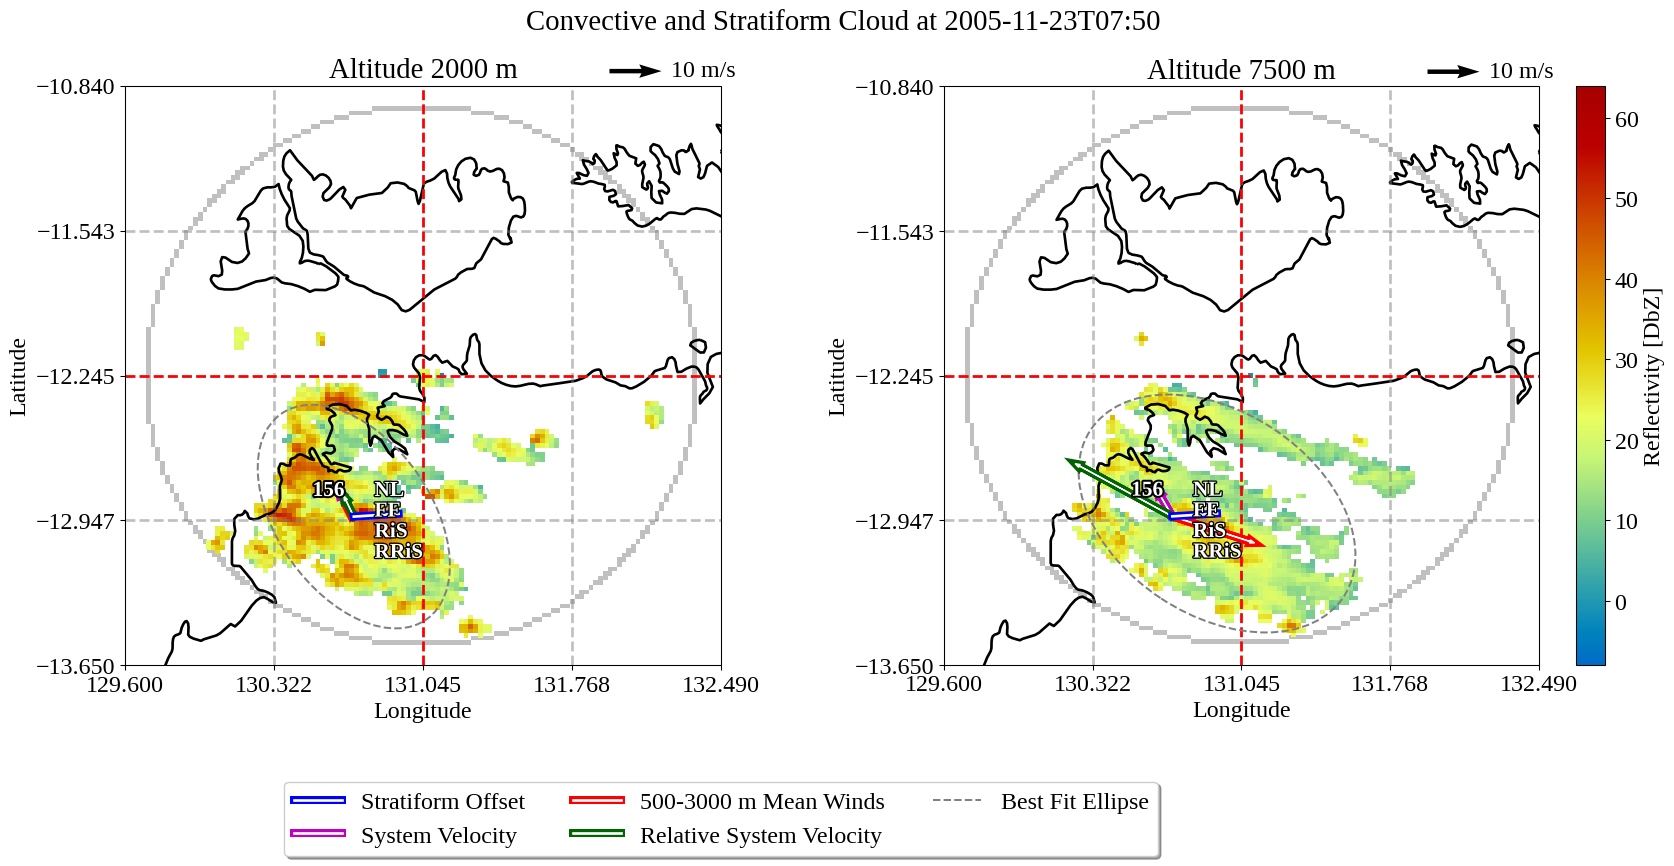 Convective and Stratiform Cloud at 2005-11-23T07:50
Altitude 2000 m
10 m/s
−10.840
−11.543
−12.245
−12.947
−13.650
129.600
130.322
131.045
131.768
132.490
Latitude
Longitude
156
NL
FE
RiS
RRiS
Altitude 7500 m
10 m/s
−10.840
−11.543
−12.245
−12.947
−13.650
129.600
130.322
131.045
131.768
132.490
Latitude
Longitude
156
NL
FE
RiS
RRiS
60
50
40
30
20
10
0
Reflectivity [DbZ]
Stratiform Offset
System Velocity
500-3000 m Mean Winds
Relative System Velocity
Best Fit Ellipse